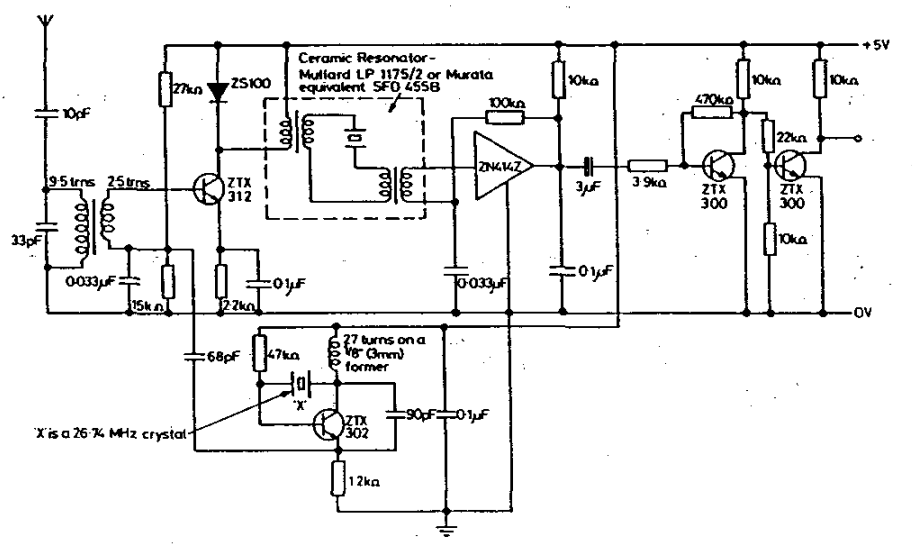 +5V
Ceramic Resonator-
Mullard LP 1175/2 or Murata
equivalent SFD 455B
27kΩ
ZS100
10kΩ
10kΩ
10kΩ
10pF
100kΩ
470kΩ
22kΩ
9·5 trns
2·5 trns
ZTX
312
ZN414Z
3μF
3·9kΩ
ZTX
300
ZTX
300
33pF
0·033μF
15kΩ
2·2kΩ
0·1μF
0·033μF
0·1μF
10kΩ
0V
68pF
47kΩ
27 turns on a
1/8" (3mm)
former
'X'
ZTX
302
90pF
0·1μF
'X' is a 26·74 MHz crystal
1·2kΩ